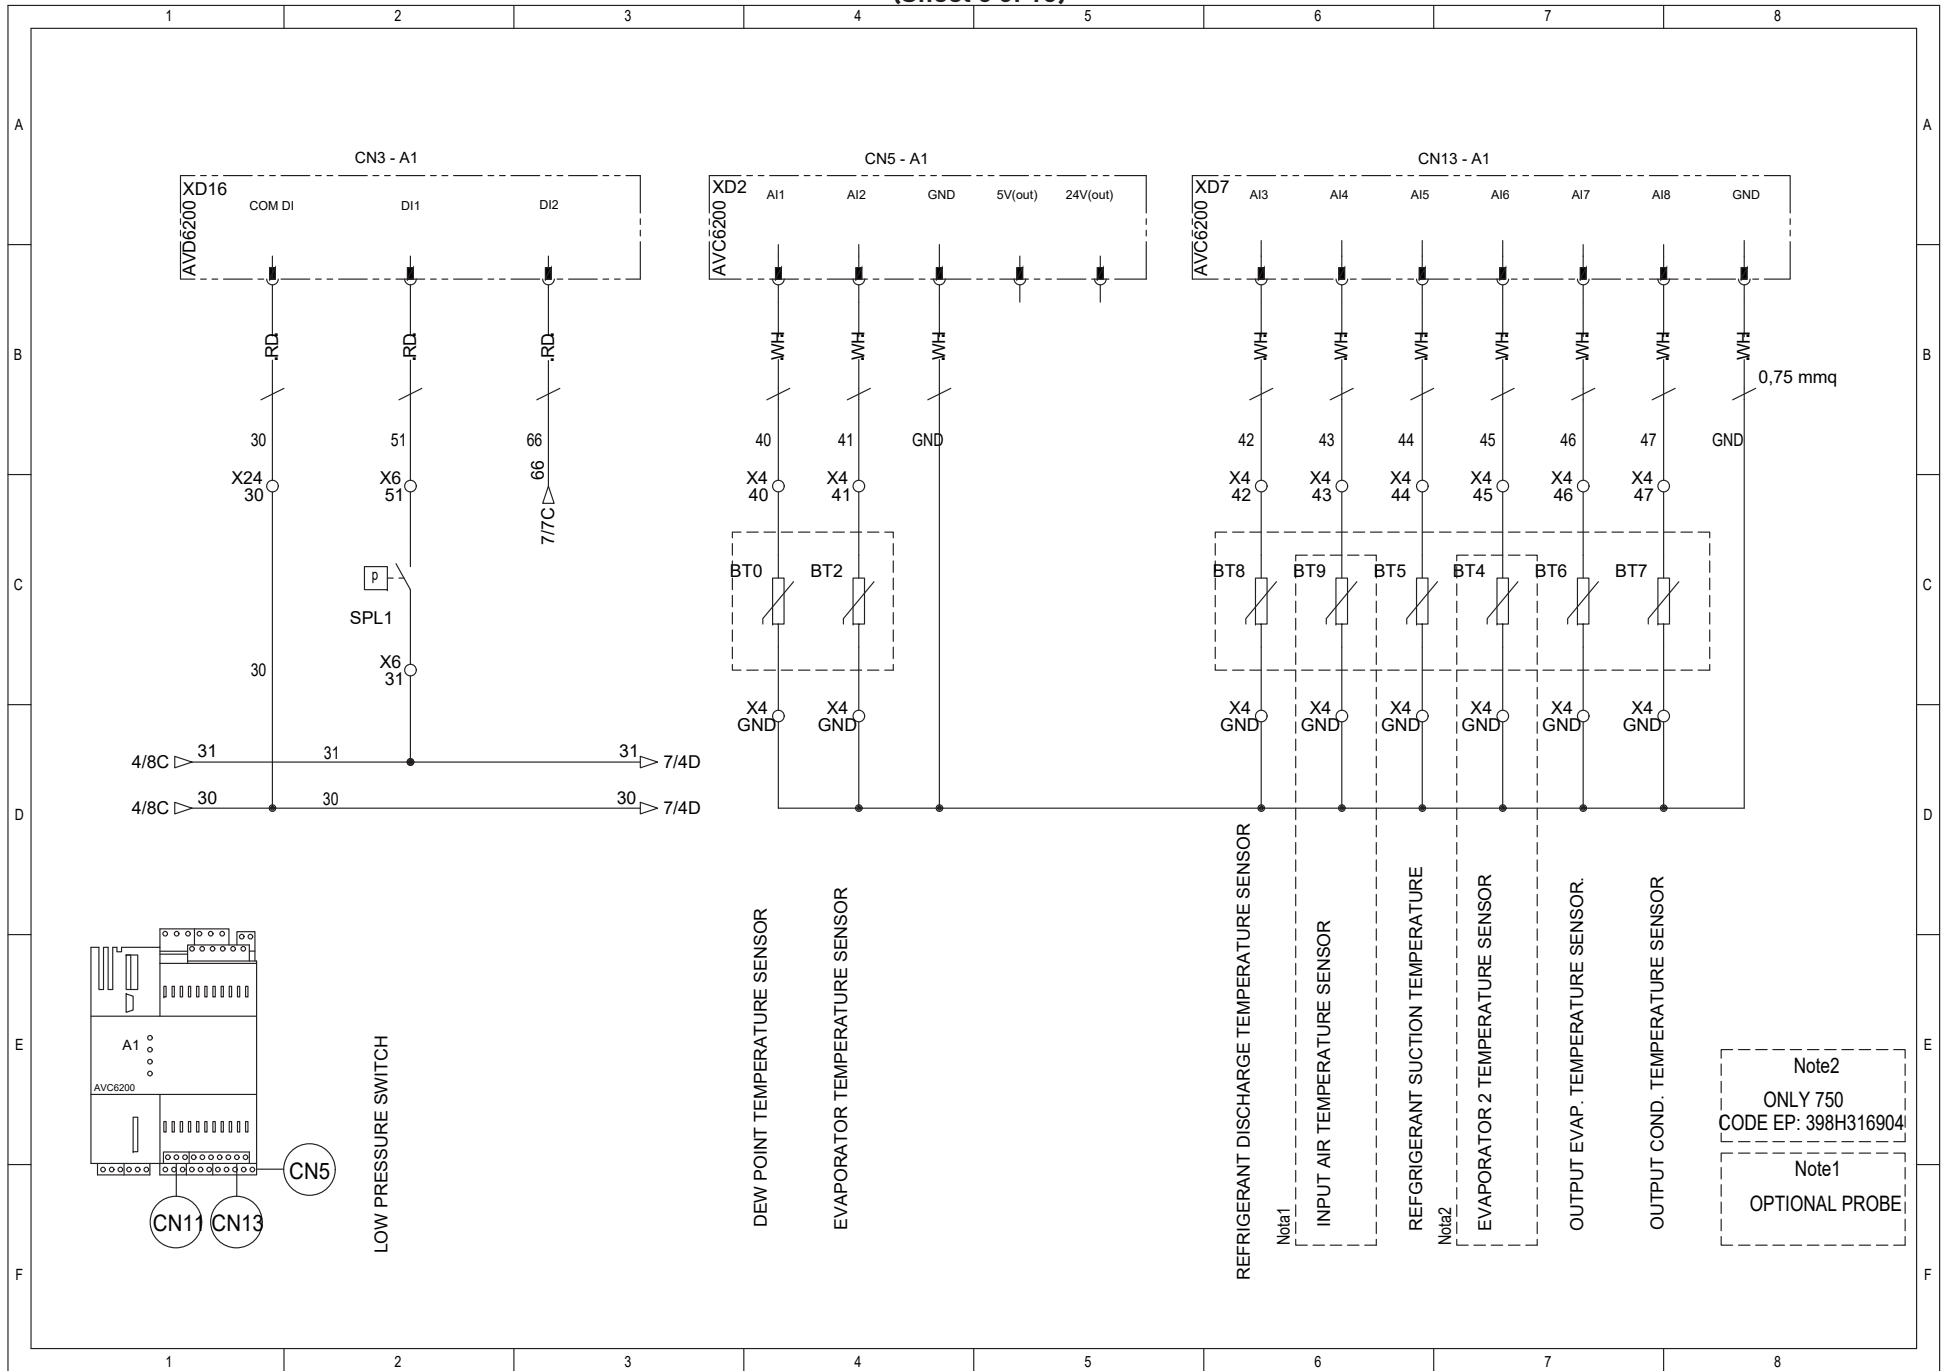 1 2 3 4 5 6 7 8
A A
CN3 - A1 CN5 - A1 CN13 - A1
XD16 XD2 XD7
COM DI DI1 DI2
AI1 AI2 GND 5V(out) 24V(out)
AI3 AI4 AI5 AI6 AI7 AI8 GND
AVD6200 AVC6200 AVC6200
B B
.RD. .RD. .RD. .WH. .WH. .WH. .WH. .WH. .WH. .WH. .WH. .WH. .WH.
0,75 mmq
30 51 66 40 41 GND 42 43 44 45 46 47 GND
66
X24 X6 X4 X4 X4 X4 X4 X4 X4 X4
30 51 40 41 42 43 44 45 46 47
7/7C
C C
P
SPL1
BT0 BT2 BT8 BT9 BT5 BT4 BT6 BT7
30
X6
31
X4 X4 X4 X4 X4 X4 X4 X4
GND GND GND GND GND GND GND GND
4/8C 31 31 31 7/4D
4/8C 30 30 30 7/4D
D D
LOW PRESSURE SWITCH
DEW POINT TEMPERATURE SENSOR
EVAPORATOR TEMPERATURE SENSOR
REFRIGERANT DISCHARGE TEMPERATURE SENSOR
Nota1
INPUT AIR TEMPERATURE SENSOR
REFGRIGERANT SUCTION TEMPERATURE
Nota2
EVAPORATOR 2 TEMPERATURE SENSOR
OUTPUT EVAP. TEMPERATURE SENSOR.
OUTPUT COND. TEMPERATURE SENSOR
E E
A1
AVC6200
CN5
CN11 CN13
Note2
ONLY 750
CODE EP: 398H316904
Note1
OPTIONAL PROBE
F F
1 2 3 4 5 6 7 8